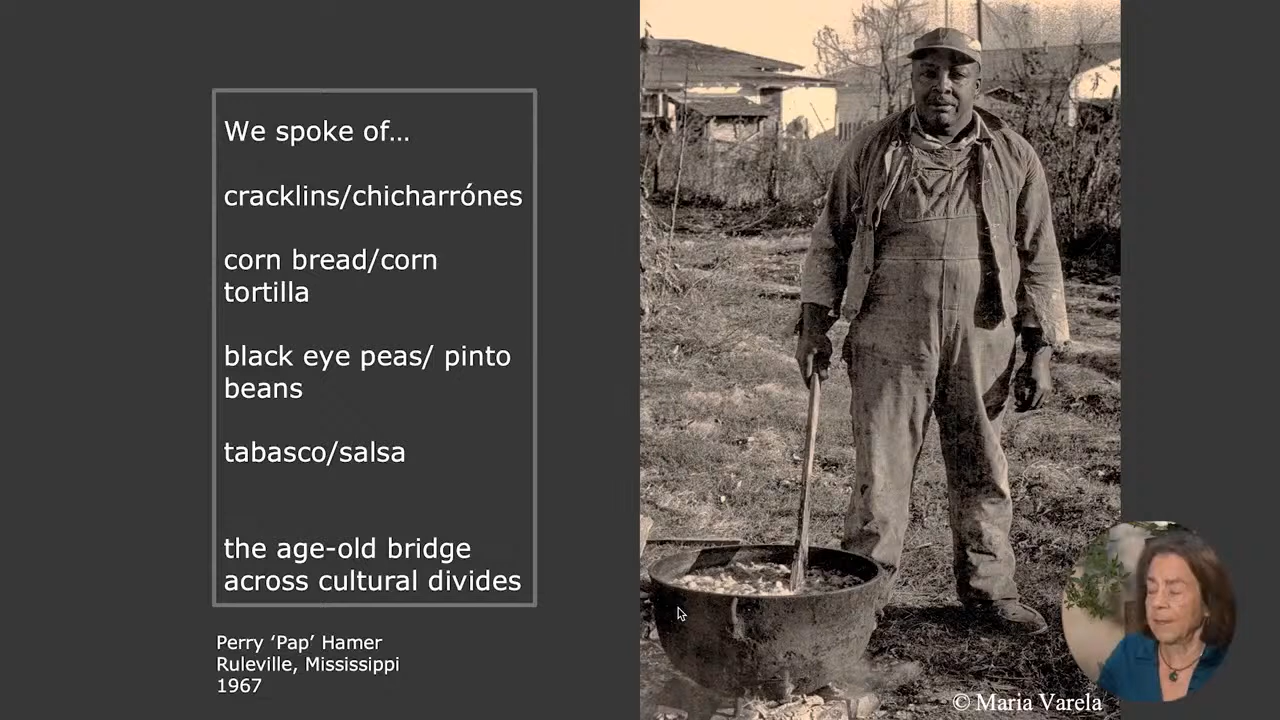 We spoke of…
cracklins/chicharrónes
corn bread/corn
tortilla
black eye peas/ pinto
beans
tabasco/salsa
the age-old bridge
across cultural divides
Perry ‘Pap’ Hamer
Ruleville, Mississippi
1967
© Maria Varela